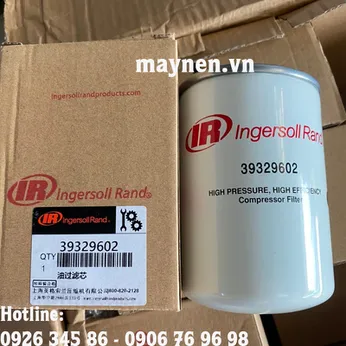 maynen.vn
IR Ingersoll Rand®
ingersollrandproducts.com
IR Ingersoll Rand
39329602
QTY
1
油过滤芯
IR Ingersoll Rand
39329602
HIGH PRESSURE, HIGH EFFICIENCY
Compressor Filter
Hotline:
0926 345 86 - 0906 76 96 98